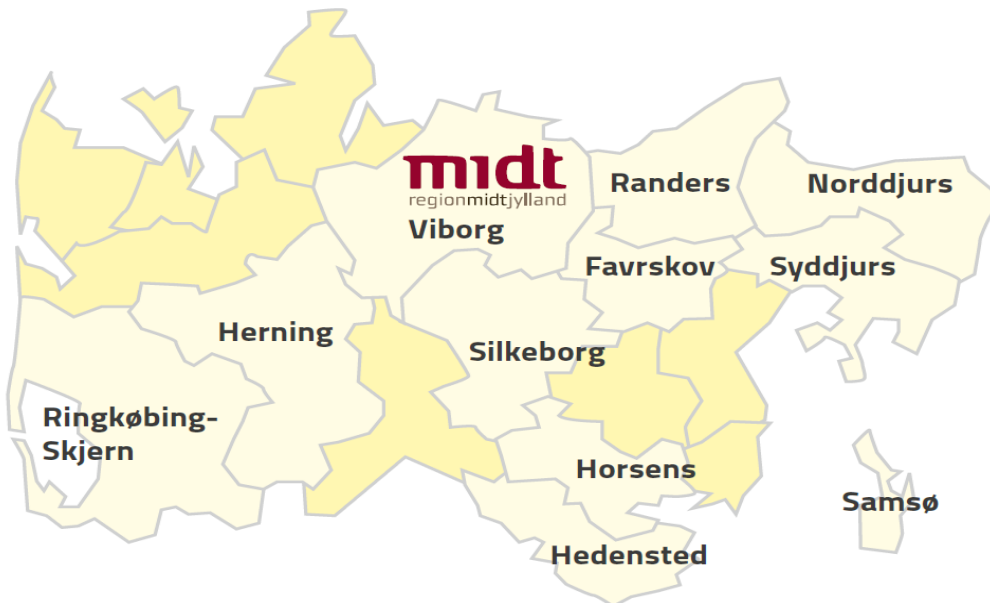 midt
regionmidtjylland
Viborg
Randers
Norddjurs
Favrskov
Syddjurs
Herning
Silkeborg
Ringkøbing-
Skjern
Horsens
Samsø
Hedensted